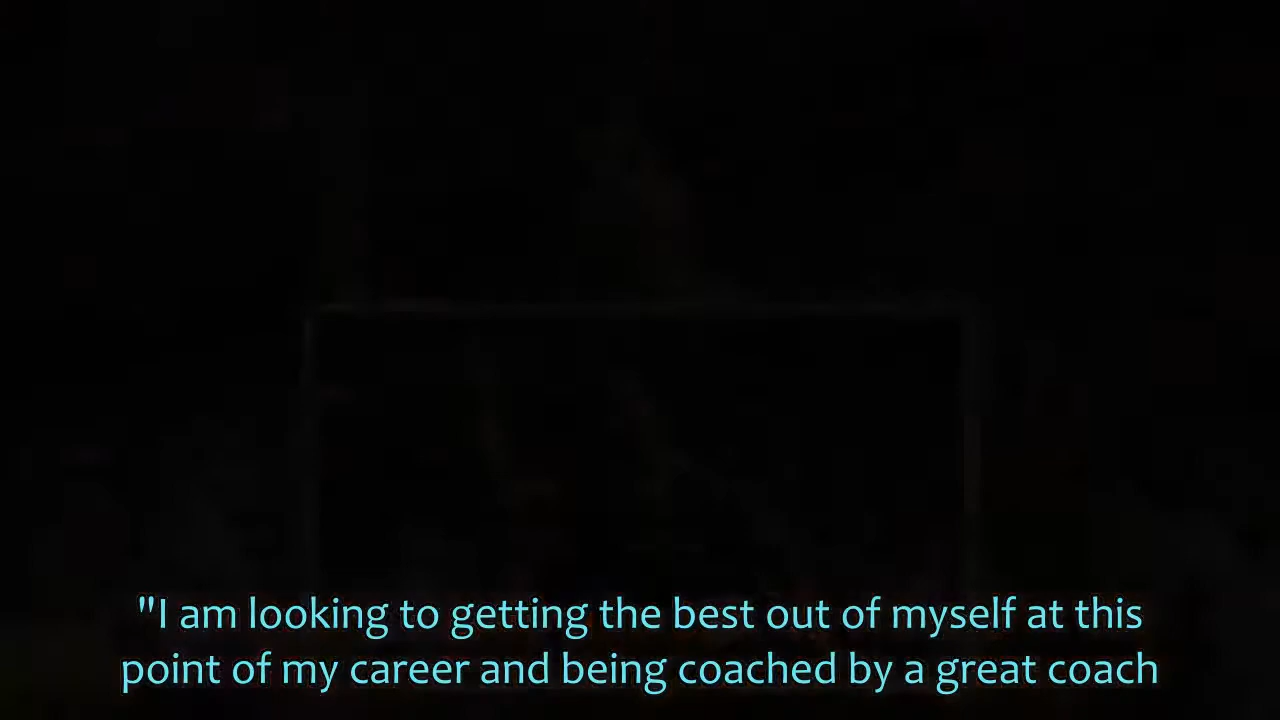 "I am looking to getting the best out of myself at this
point of my career and being coached by a great coach